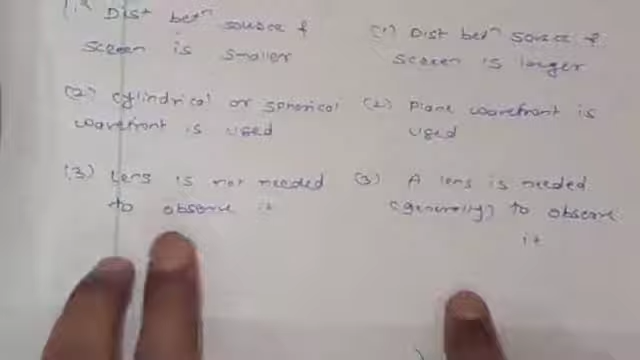 (1) Dist betn source &
screen is smaller
(2) cylindrical or spherical
wavefront is used
(3) Lens is not needed
to observe it
(1) Dist betn source &
screen is larger
(2) Plane wavefront is
used
(3) A lens is needed
(generally) to observe
it